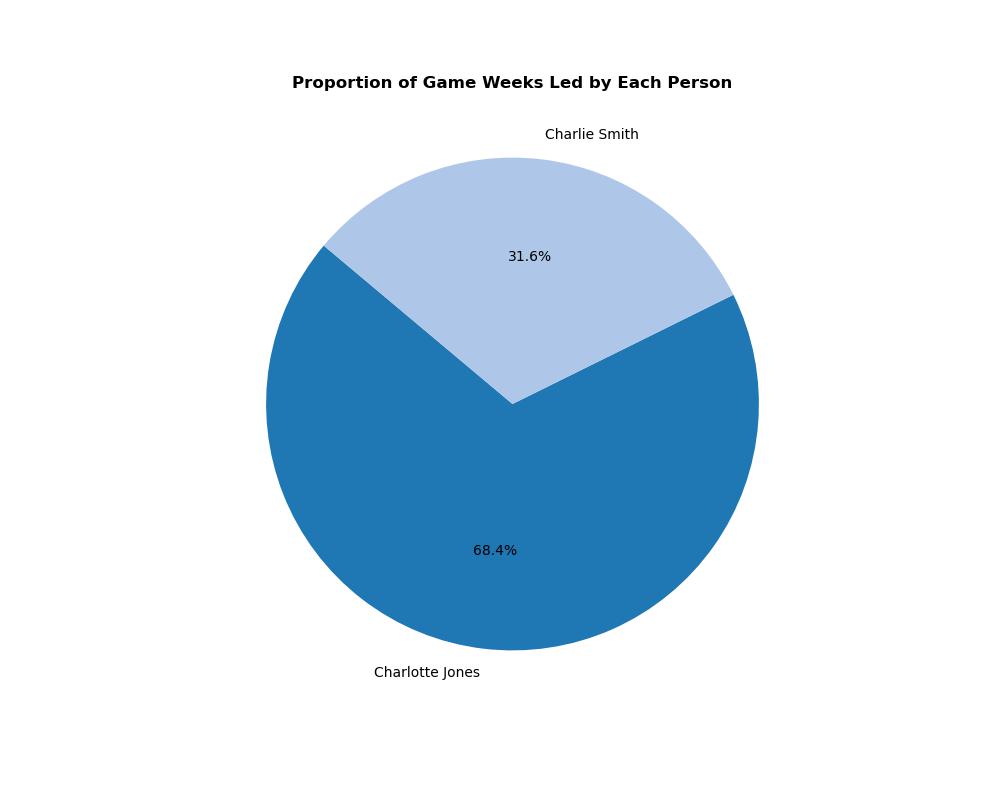 Proportion of Game Weeks Led by Each Person
Charlie Smith
31.6%
68.4%
Charlotte Jones